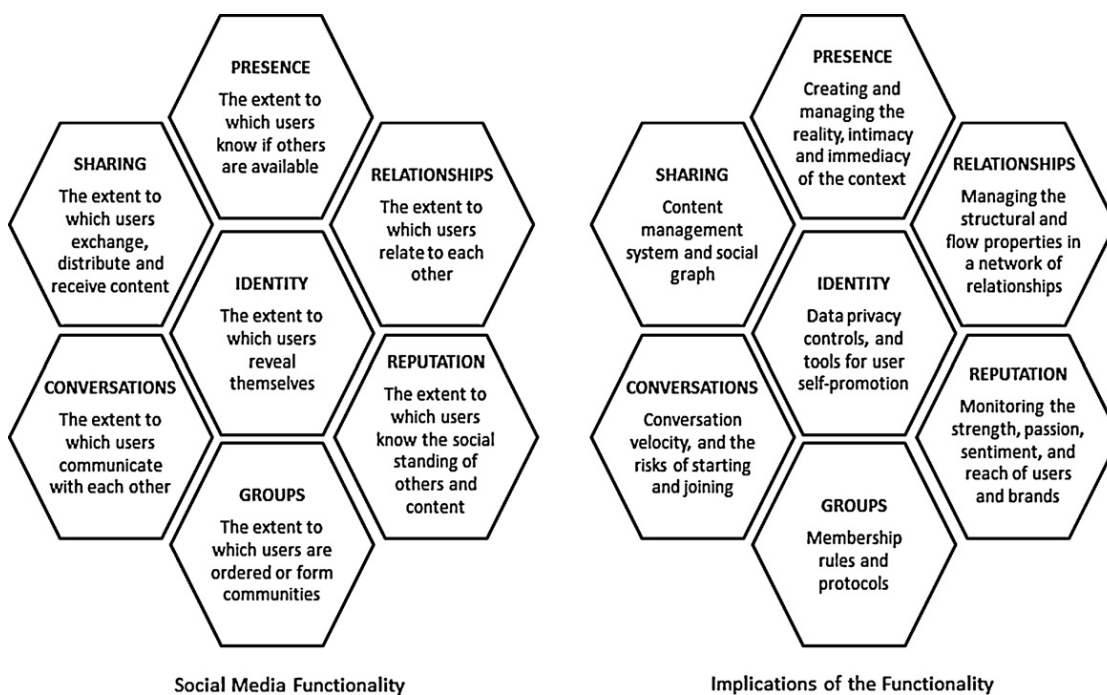 PRESENCE
The extent to
which users
know if others
are available
SHARING
The extent to
which users
exchange,
distribute and
receive content
RELATIONSHIPS
The extent to
which users
relate to each
other
IDENTITY
The extent to
which users
reveal
themselves
CONVERSATIONS
The extent to
which users
communicate
with each other
REPUTATION
The extent to
which users
know the social
standing of
others and
content
GROUPS
The extent to
which users are
ordered or form
communities
Social Media Functionality
PRESENCE
Creating and
managing the
reality, intimacy
and immediacy
of the context
SHARING
Content
management
system and social
graph
RELATIONSHIPS
Managing the
structural and
flow properties in
a network of
relationships
IDENTITY
Data privacy
controls, and
tools for user
self-promotion
CONVERSATIONS
Conversation
velocity, and the
risks of starting
and joining
REPUTATION
Monitoring the
strength, passion,
sentiment, and
reach of users
and brands
GROUPS
Membership
rules and
protocols
Implications of the Functionality